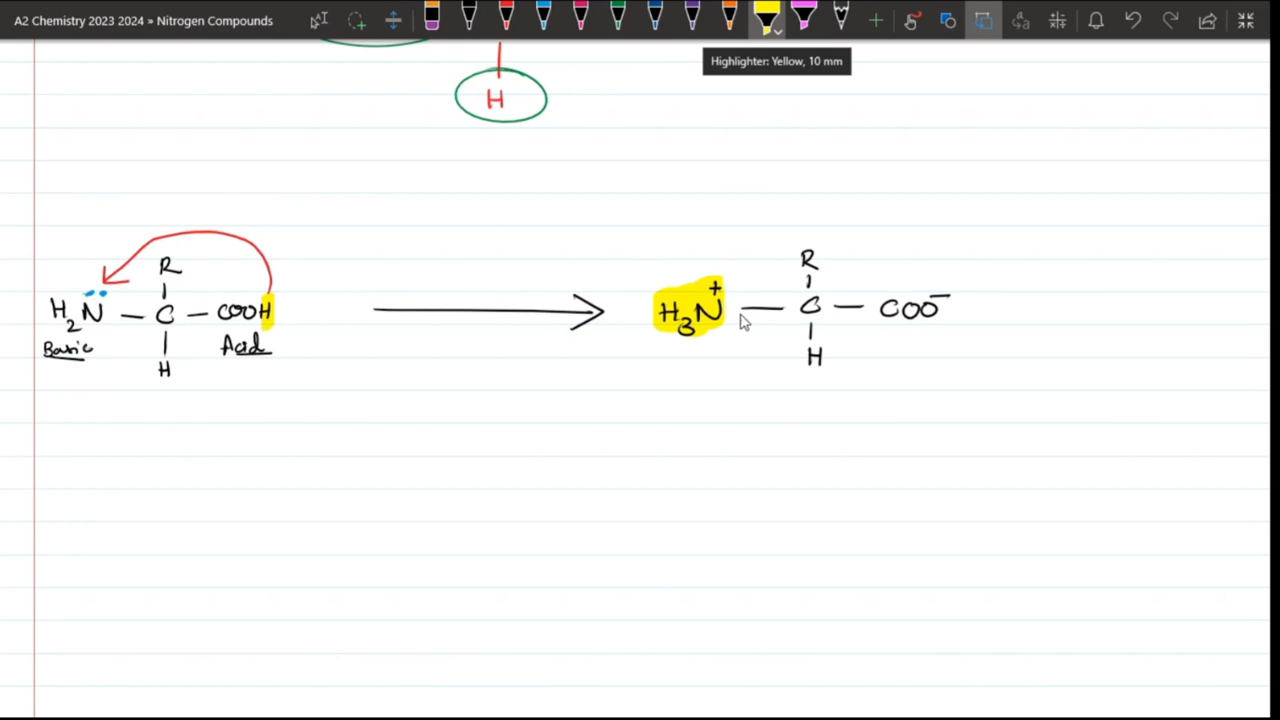 A2 Chemistry 2023 2024 » Nitrogen Compounds
Highlighter: Yellow, 10 mm
H
R
R
H₂N — C — COOH
H₃N⁺ — C — COO⁻
Basic
Acid
H
H